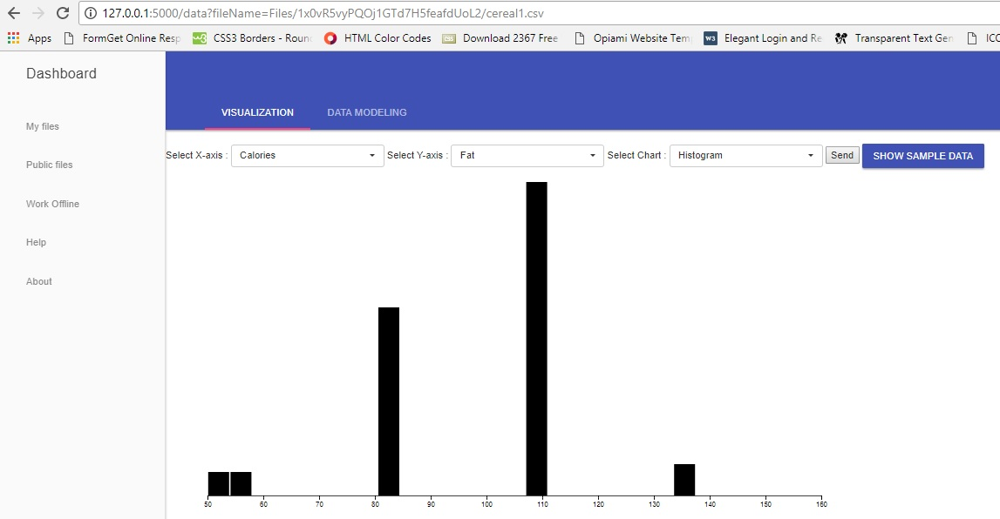 127.0.0.1:5000/data?fileName=Files/1x0vR5vyPQOj1GTd7H5feafdUoL2/cereal1.csv
Apps FormGet Online Resp CSS3 Borders - Roun HTML Color Codes Download 2367 Free Opiami Website Tem Elegant Login and Re Transparent Text Gen ICO
Dashboard
VISUALIZATION DATA MODELING
My files
Public files
Work Offline
Help
About
Select X-axis : Calories Select Y-axis : Fat Select Chart : Histogram Send SHOW SAMPLE DATA
50 60 70 80 90 100 110 120 130 140 150 160